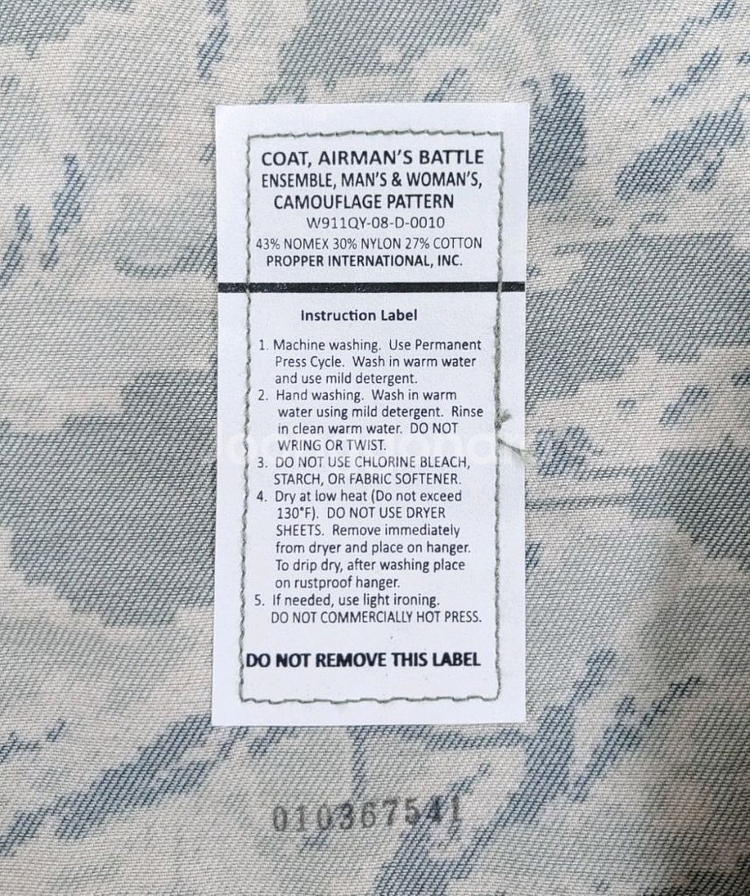 COAT, AIRMAN'S BATTLE
ENSEMBLE, MAN'S & WOMAN'S,
CAMOUFLAGE PATTERN
W911QY-08-D-0010
43% NOMEX 30% NYLON 27% COTTON
PROPPER INTERNATIONAL, INC.
Instruction Label
1. Machine washing. Use Permanent
Press Cycle. Wash in warm water
and use mild detergent.
2. Hand washing. Wash in warm
water using mild detergent. Rinse
in clean warm water. DO NOT
WRING OR TWIST.
3. DO NOT USE CHLORINE BLEACH,
STARCH, OR FABRIC SOFTENER.
4. Dry at low heat (Do not exceed
130°F). DO NOT USE DRYER
SHEETS. Remove immediately
from dryer and place on hanger.
To drip dry, after washing place
on rustproof hanger.
5. If needed, use light ironing.
DO NOT COMMERCIALLY HOT PRESS.
DO NOT REMOVE THIS LABEL
010367541